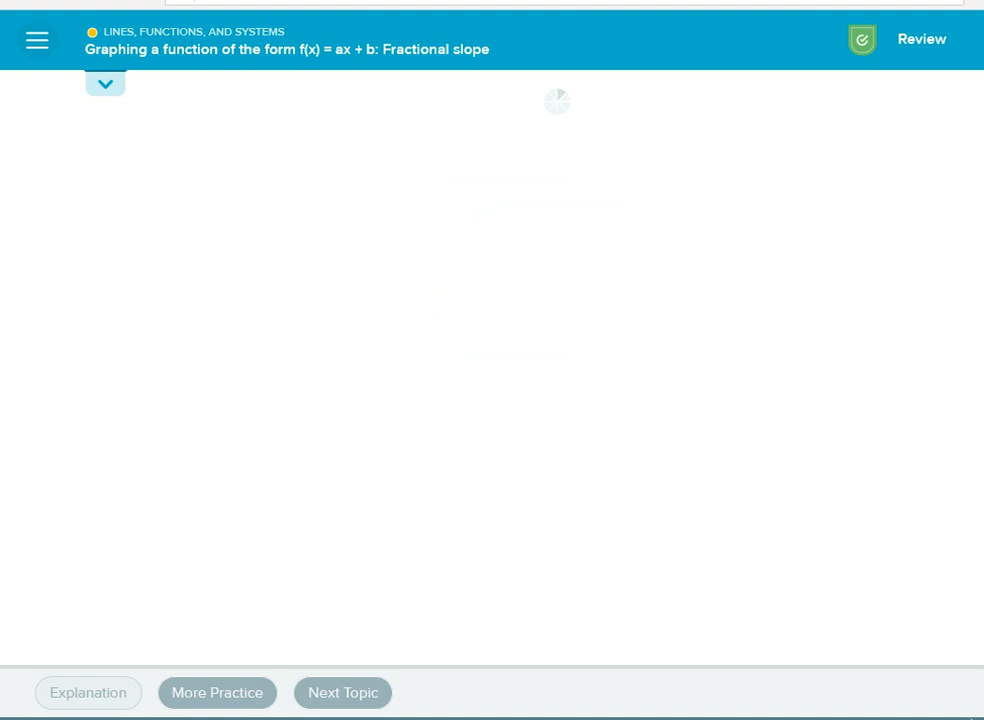 LINES, FUNCTIONS, AND SYSTEMS
Graphing a function of the form f(x) = ax + b: Fractional slope
Review
Explanation
More Practice
Next Topic